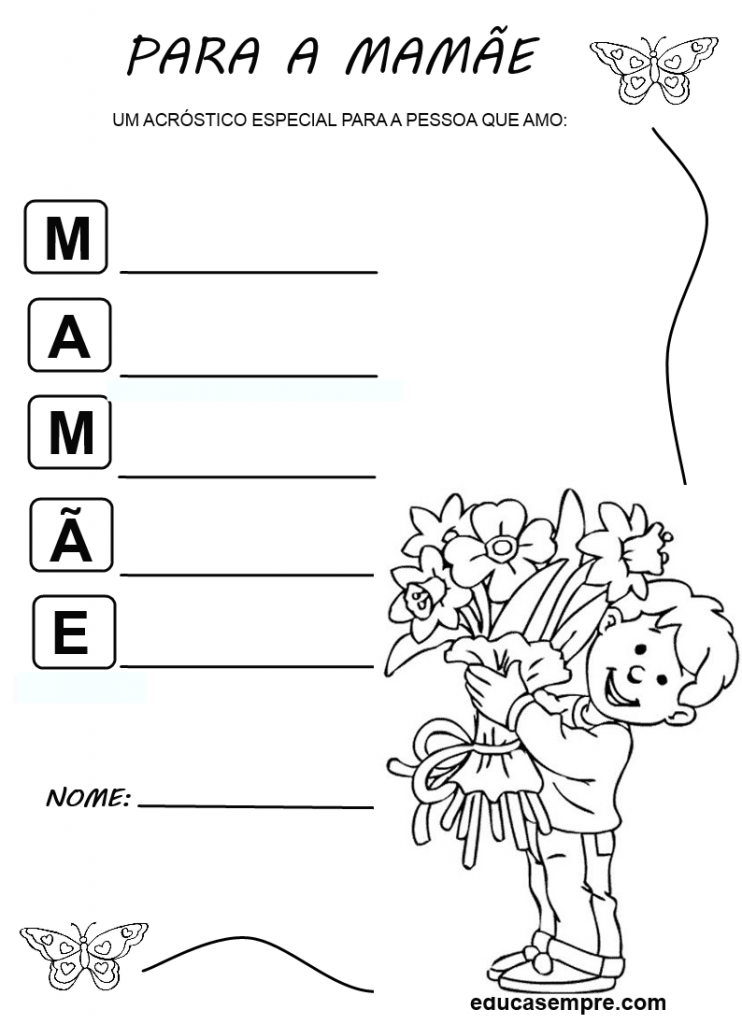 PARA A MAMÃE
UM ACRÓSTICO ESPECIAL PARA A PESSOA QUE AMO:
M
A
M
Ã
E
NOME:
educasempre.com